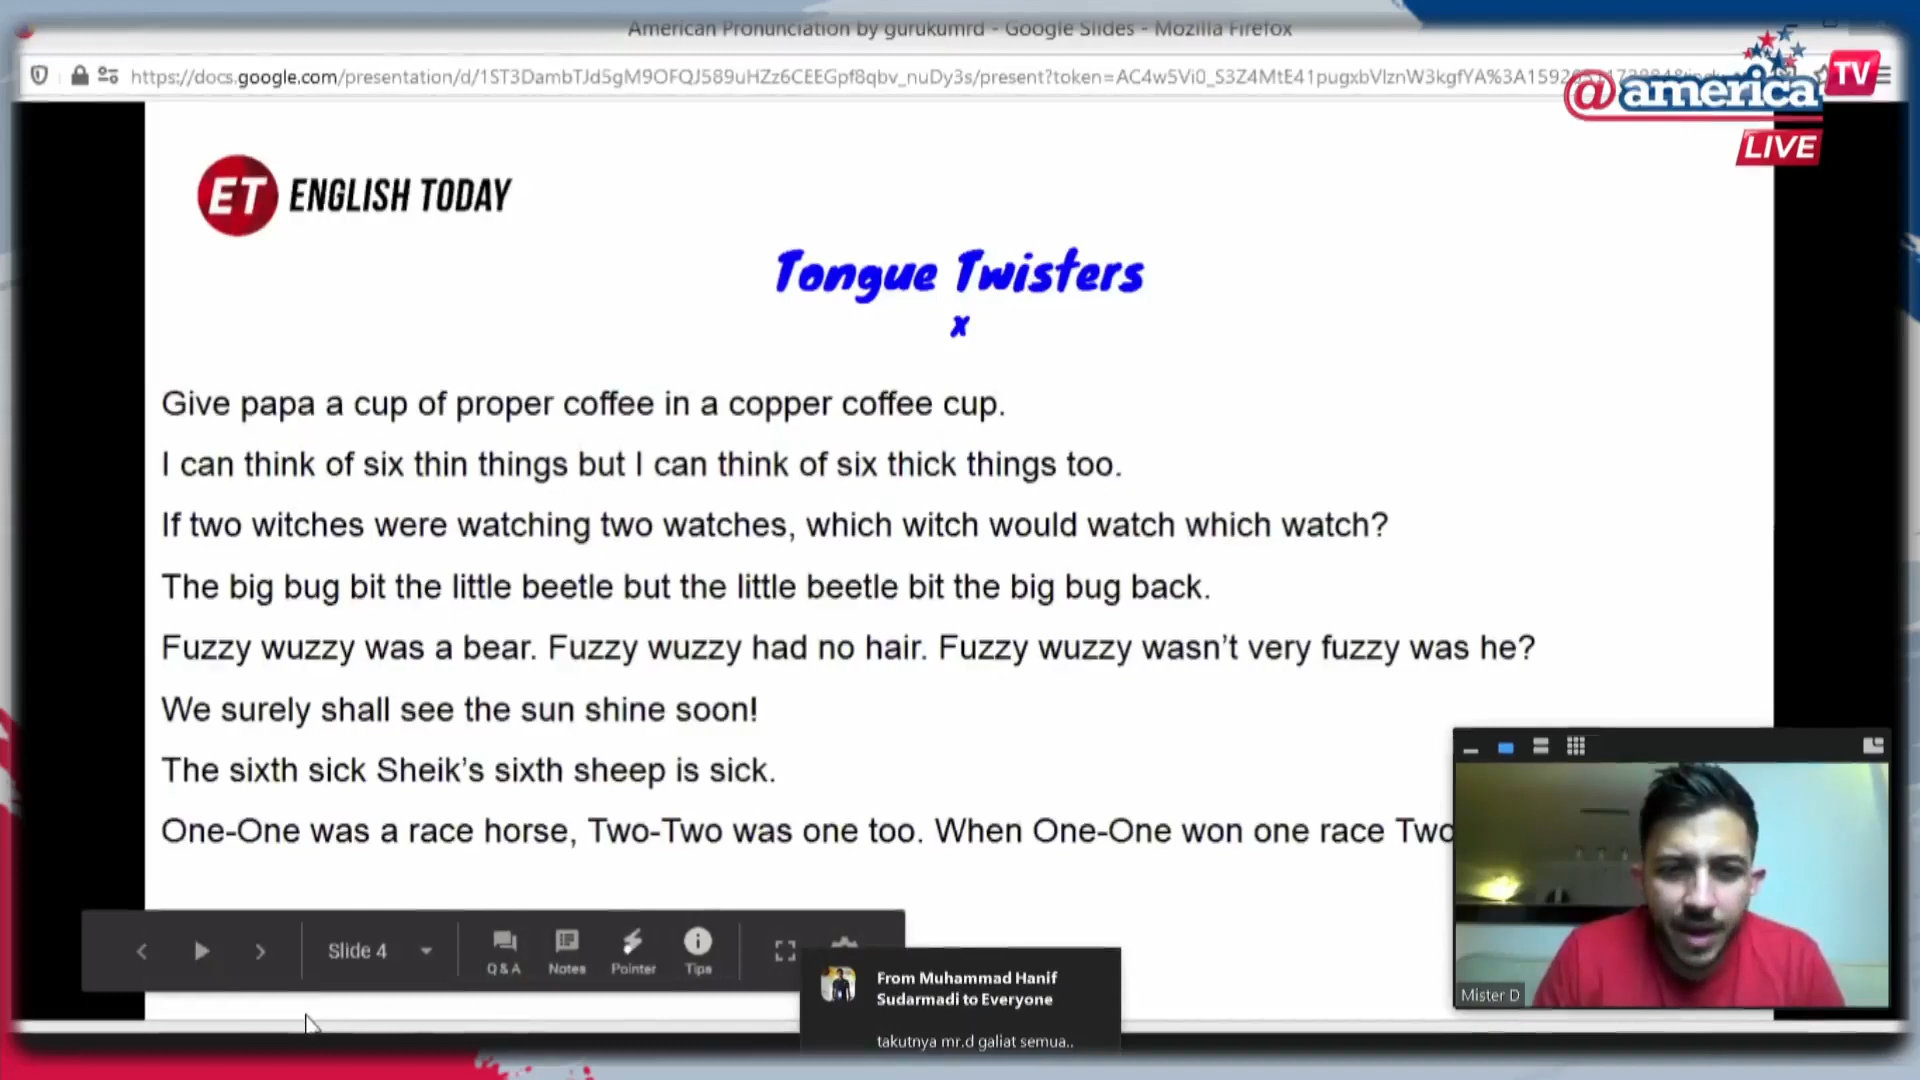 American Pronunciation by gurukumrd - Google Slides - Mozilla Firefox
@america TV
LIVE
ET ENGLISH TODAY
Tongue Twisters
x
Give papa a cup of proper coffee in a copper coffee cup.
I can think of six thin things but I can think of six thick things too.
If two witches were watching two watches, which witch would watch which watch?
The big bug bit the little beetle but the little beetle bit the big bug back.
Fuzzy wuzzy was a bear. Fuzzy wuzzy had no hair. Fuzzy wuzzy wasn't very fuzzy was he?
We surely shall see the sun shine soon!
The sixth sick Sheik's sixth sheep is sick.
One-One was a race horse, Two-Two was one too. When One-One won one race Two
Slide 4
Q & A Notes Pointer Tips
From Muhammad Hanif
Sudarmadi to Everyone
takutnya mr.d galiat semua..
Mister D